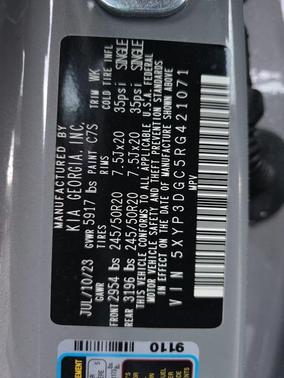 MANUFACTURED BY
KIA GEORGIA, INC.
JUL/10/23 GVWR 5917 lbs PAINT C7S TRIM WK
GAWR TIRES RIMS COLD TIRE INFL
FRONT 2954 lbs 245/50R20 7.5JX20 35psi SINGLE
REAR 3196 lbs 245/50R20 7.5JX20 35psi SINGLE
THIS VEHICLE CONFORMS TO ALL APPLICABLE U.S.A. FEDERAL
MOTOR VEHICLE SAFETY AND THEFT PREVENTION STANDARDS
IN EFFECT ON THE DATE OF MANUFACTURE SHOWN ABOVE.
VIN 5XYP3DGC5RG421071
MPV
9110